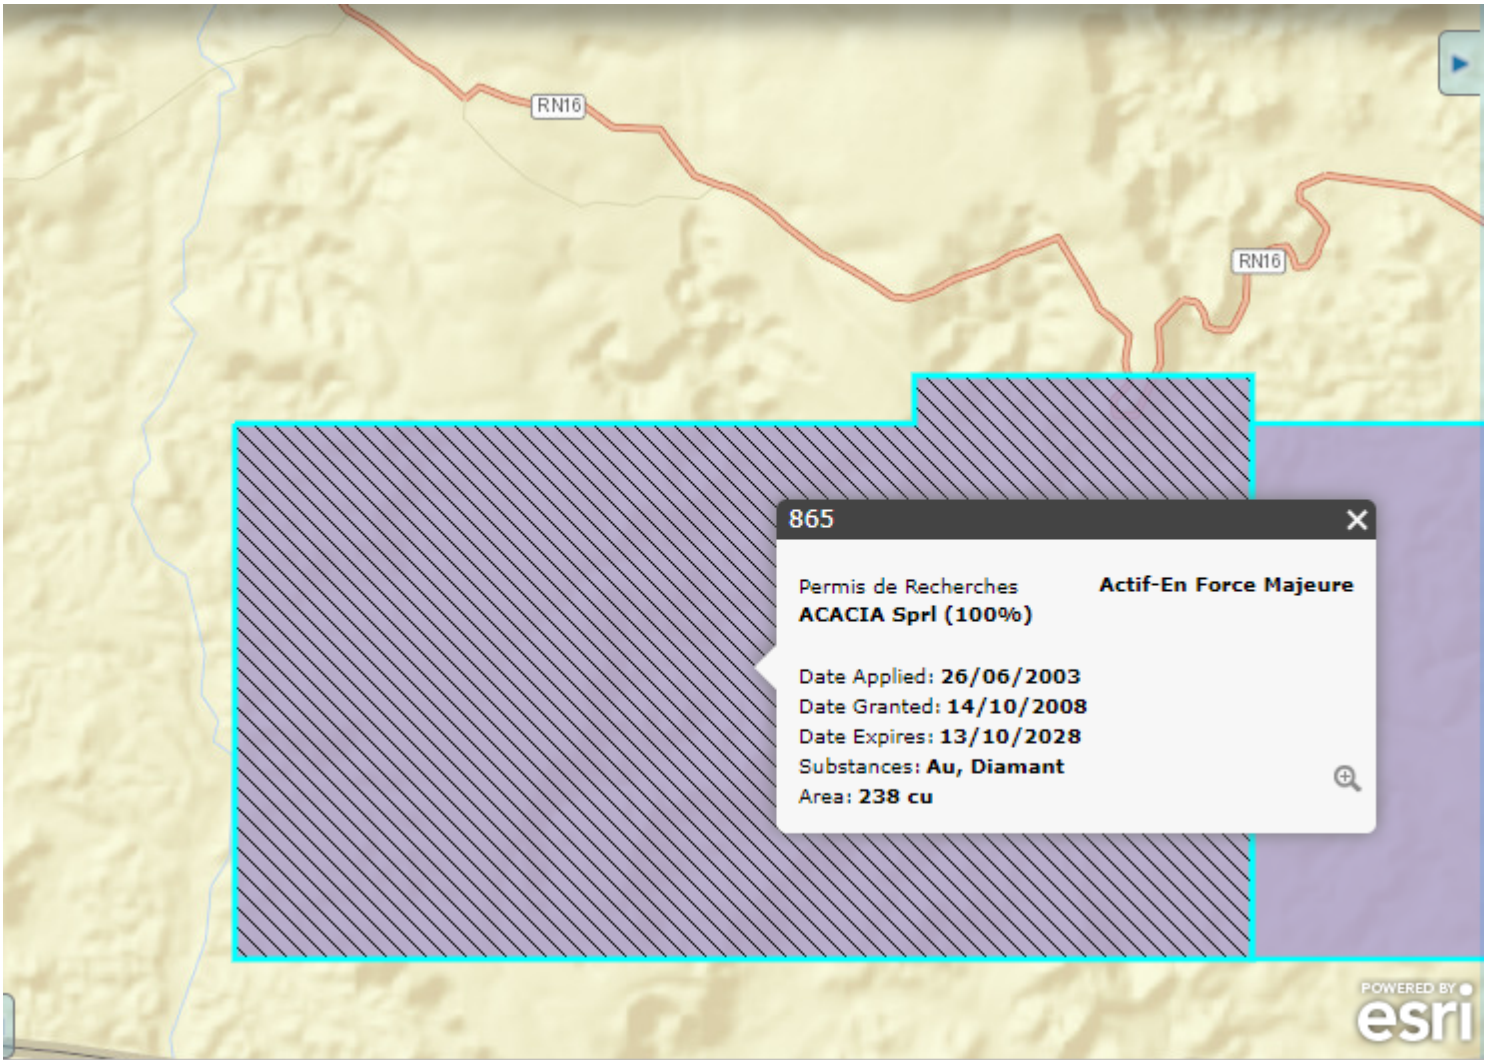 RN16
RN16
865
Permis de Recherches Actif-En Force Majeure
ACACIA Sprl (100%)
Date Applied: 26/06/2003
Date Granted: 14/10/2008
Date Expires: 13/10/2028
Substances: Au, Diamant
Area: 238 cu
POWERED BY
esri